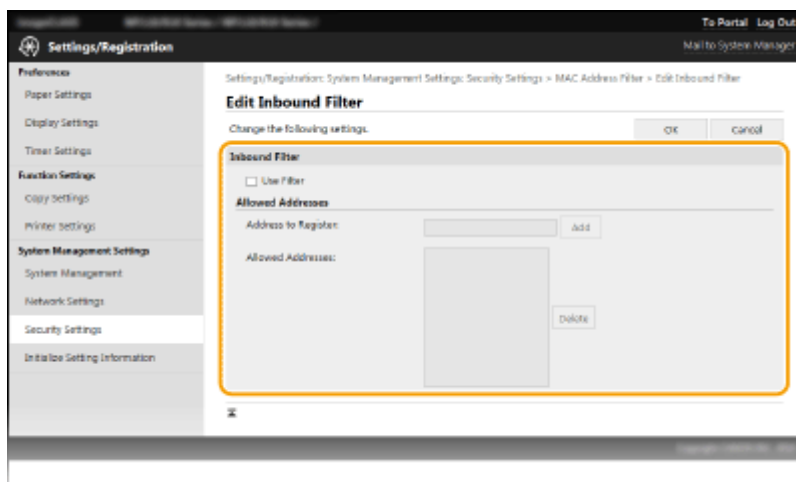 To Portal Log Out
Settings/Registration
Mail to System Manager
Preferences
Paper Settings
Display Settings
Timer Settings
Function Settings
Copy Settings
Printer Settings
System Management Settings
System Management
Network Settings
Security Settings
Initialize Setting Information
Settings/Registration: System Management Settings: Security Settings > MAC Address Filter > Edit Inbound Filter
Edit Inbound Filter
Change the following settings.
OK
Cancel
Inbound Filter
Use Filter
Allowed Addresses
Address to Register:
Add
Allowed Addresses:
Delete